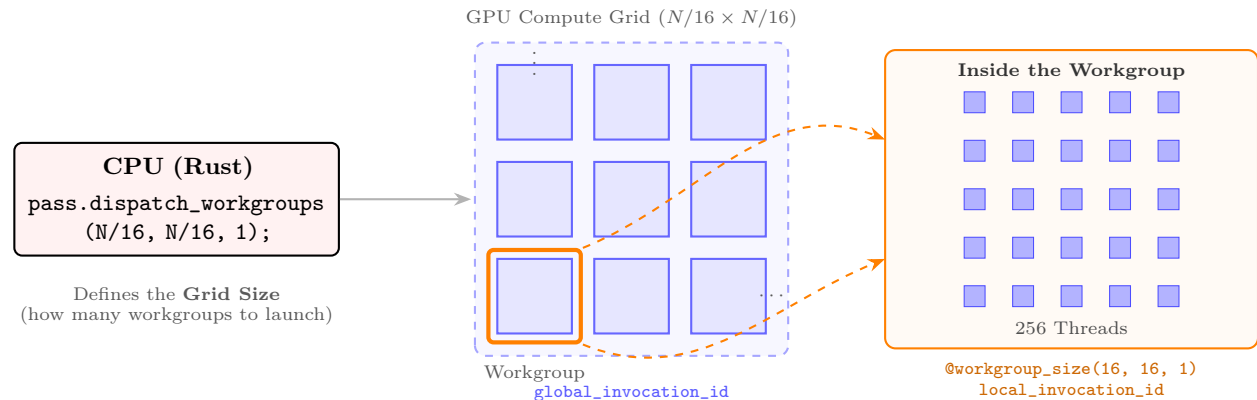 GPU Compute Grid (N/16 × N/16)
CPU (Rust)
pass.dispatch_workgroups
(N/16, N/16, 1);
Defines the Grid Size
(how many workgroups to launch)
Workgroup
global_invocation_id
Inside the Workgroup
256 Threads
@workgroup_size(16, 16, 1)
local_invocation_id